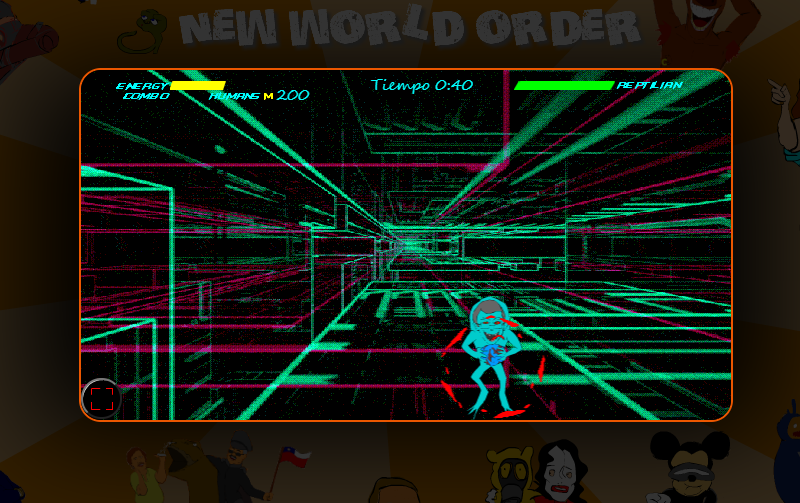 NEW WORLD ORDER
ENERGY
COMBO
HUMANS M 200
Tiempo 0:40
REPTILIAN